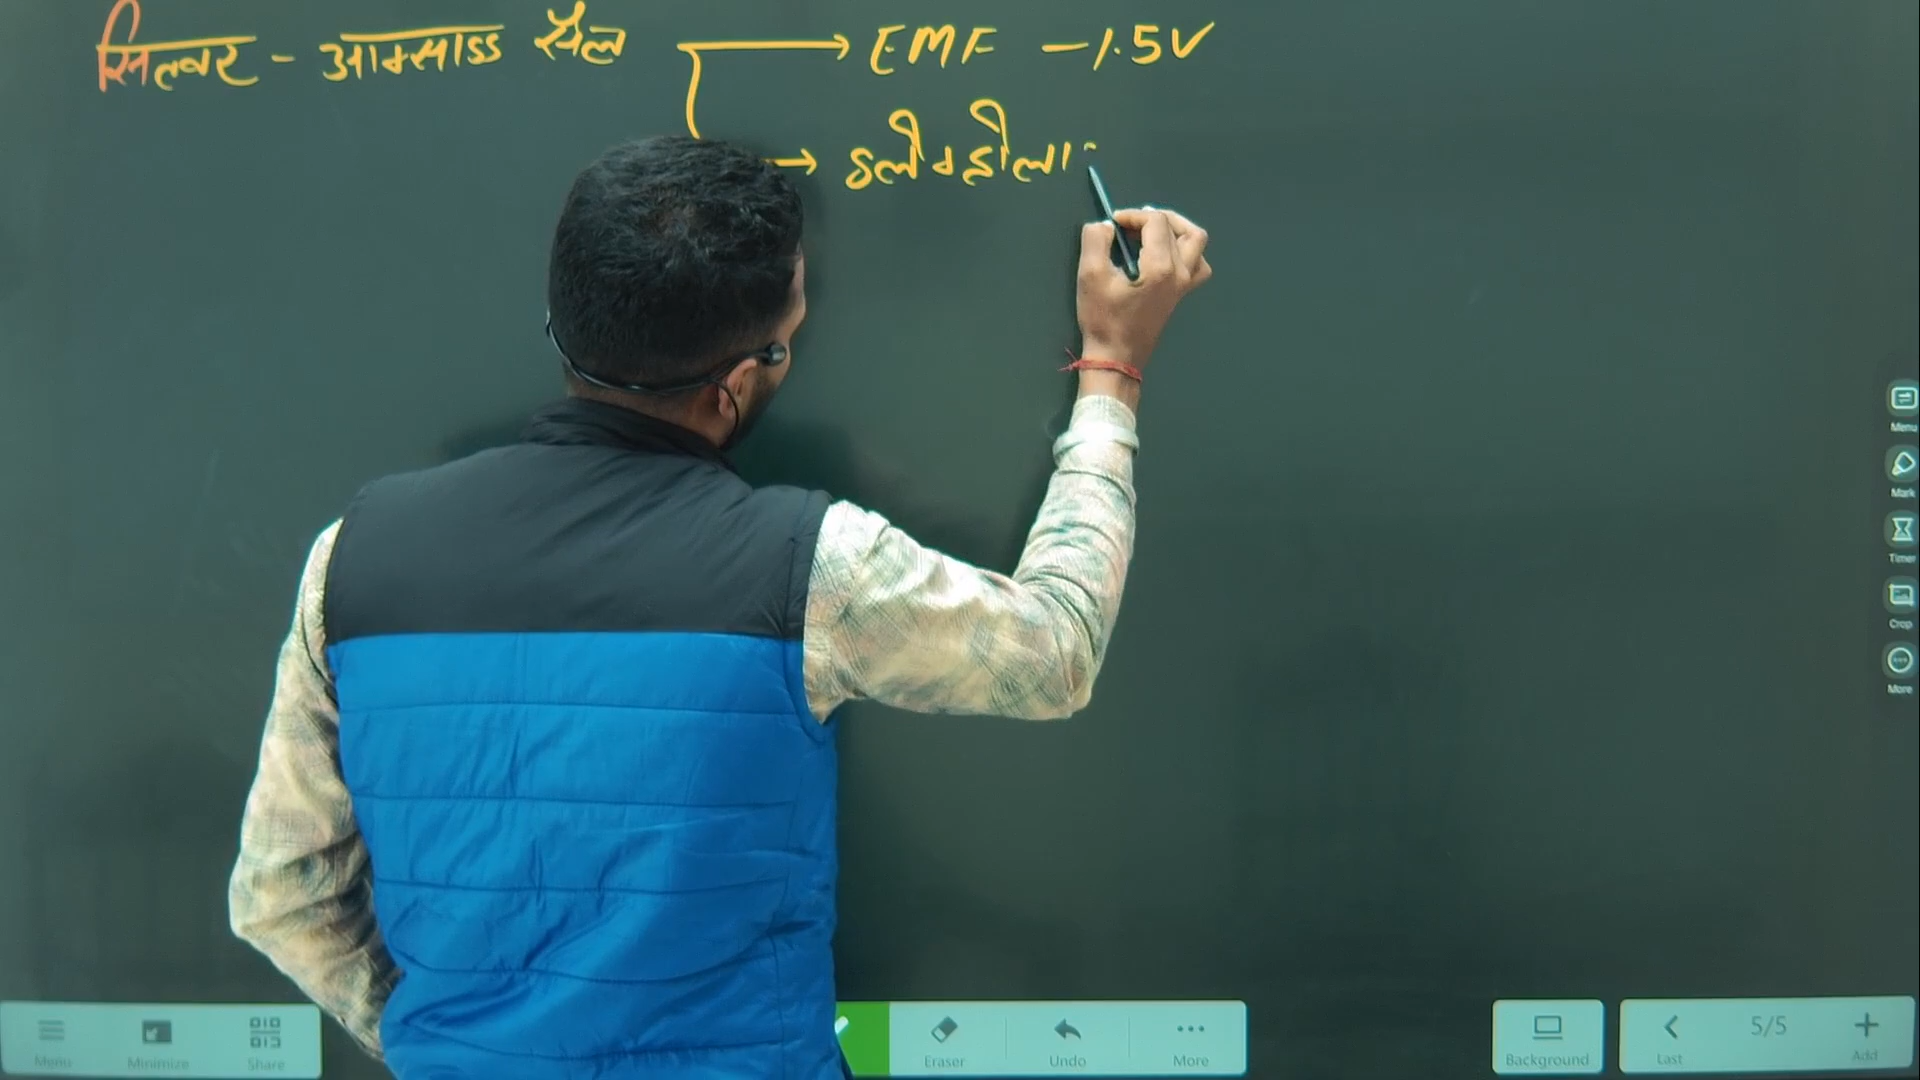 सिल्वर - आक्साइड सैल → EMF - 1.5V
→ इलैक्ट्रोला
Menu
Mark
Timer
Crop
More
Menu Minimize Share Eraser Undo More Background Last 5/5 Add